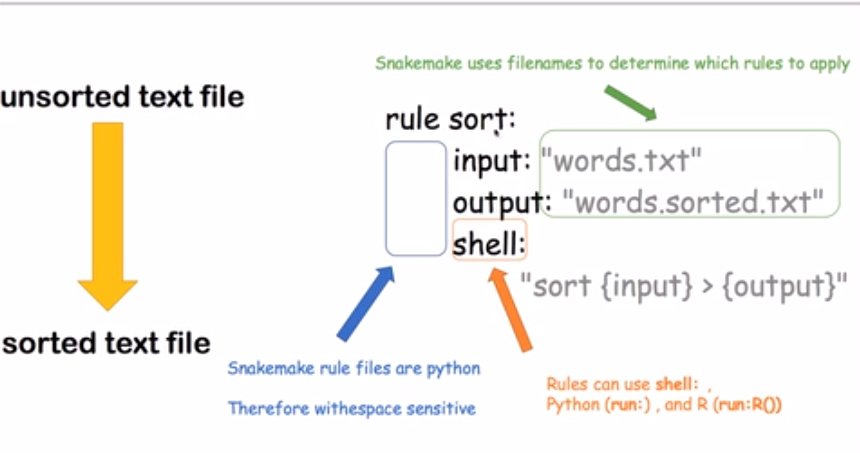 Snakemake uses filenames to determine which rules to apply
unsorted text file
rule sort:
input: "words.txt"
output: "words.sorted.txt"
shell:
"sort {input} > {output}"
sorted text file
Snakemake rule files are python
Therefore withespace sensitive
Rules can use shell: ,
Python (run:) , and R (run:R())